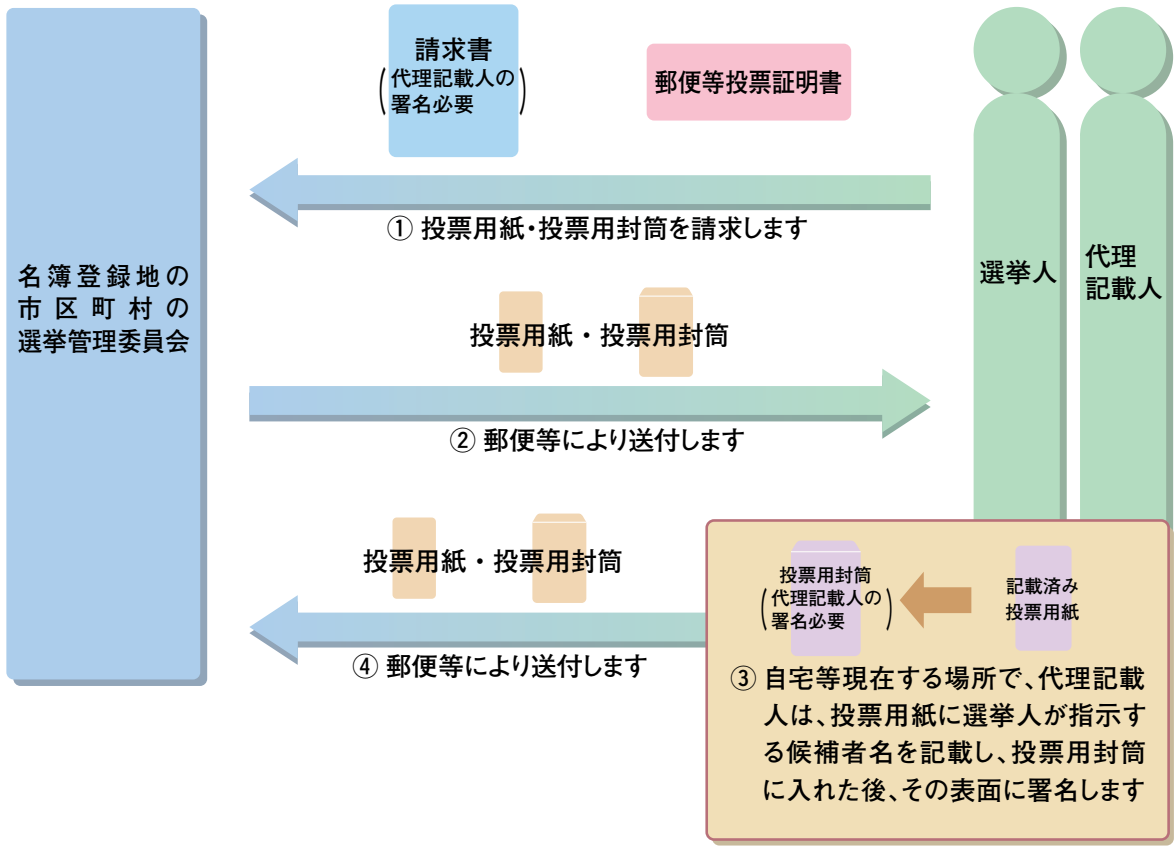 請求書
(代理記載人の
署名必要)
郵便等投票証明書
① 投票用紙・投票用封筒を請求します
名簿登録地の
市区町村の
選挙管理委員会
選挙人
代理
記載人
投票用紙・投票用封筒
② 郵便等により送付します
投票用紙・投票用封筒
④ 郵便等により送付します
投票用封筒
(代理記載人の
署名必要)
記載済み
投票用紙
③ 自宅等現在する場所で、代理記載
人は、投票用紙に選挙人が指示す
る候補者名を記載し、投票用封筒
に入れた後、その表面に署名します